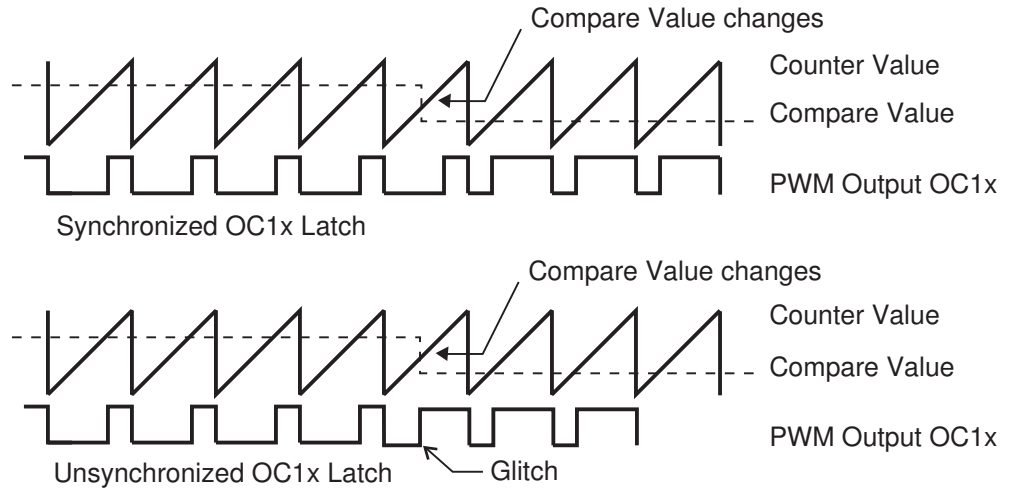 Compare Value changes
Counter Value
Compare Value
PWM Output OC1x
Synchronized OC1x Latch
Compare Value changes
Counter Value
Compare Value
PWM Output OC1x
Unsynchronized OC1x Latch
Glitch